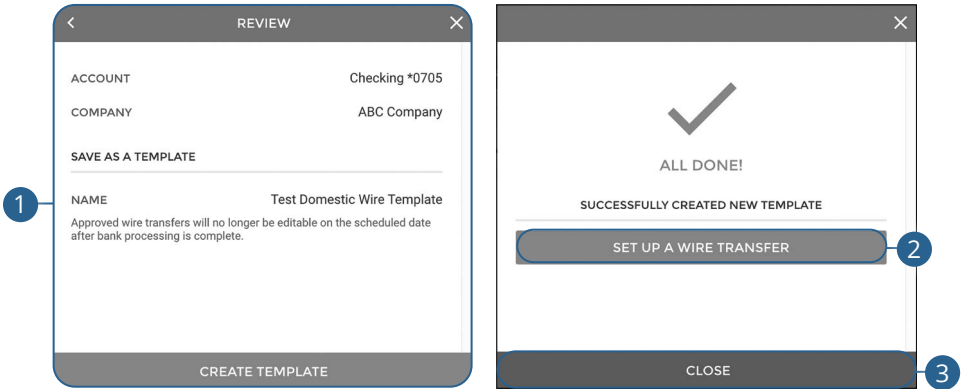 REVIEW
ACCOUNT Checking *0705
COMPANY ABC Company
SAVE AS A TEMPLATE
1
NAME Test Domestic Wire Template
Approved wire transfers will no longer be editable on the scheduled date
after bank processing is complete.
CREATE TEMPLATE
ALL DONE!
SUCCESSFULLY CREATED NEW TEMPLATE
SET UP A WIRE TRANSFER
2
CLOSE
3